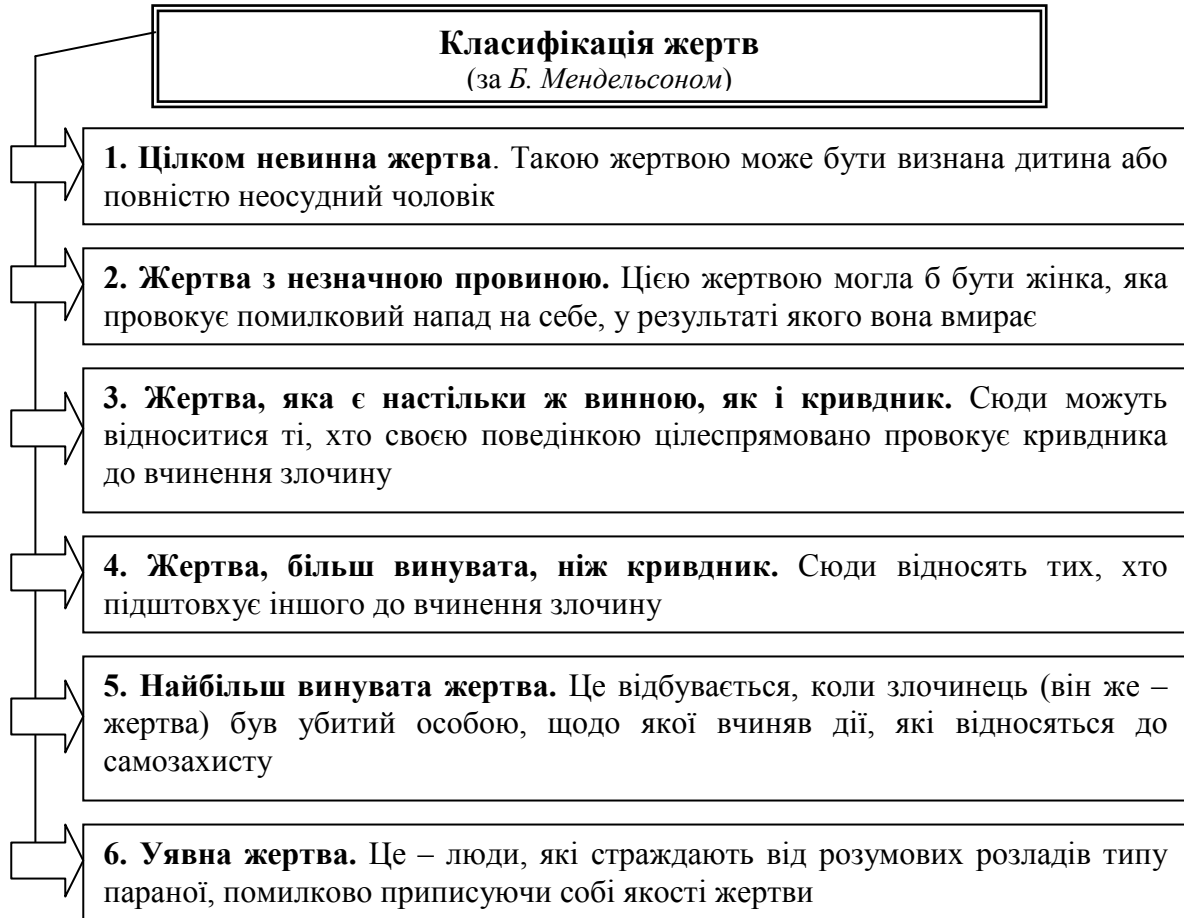 Класифікація жертв
(за Б. Мендельсоном)
1. Цілком невинна жертва. Такою жертвою може бути визнана дитина або
повністю неосудний чоловік
2. Жертва з незначною провиною. Цією жертвою могла б бути жінка, яка
провокує помилковий напад на себе, у результаті якого вона вмирає
3. Жертва, яка є настільки ж винною, як і кривдник. Сюди можуть
відноситися ті, хто своєю поведінкою цілеспрямовано провокує кривдника
до вчинення злочину
4. Жертва, більш винувата, ніж кривдник. Сюди відносять тих, хто
підштовхує іншого до вчинення злочину
5. Найбільш винувата жертва. Це відбувається, коли злочинець (він же –
жертва) був убитий особою, щодо якої вчиняв дії, які відносяться до
самозахисту
6. Уявна жертва. Це – люди, які страждають від розумових розладів типу
параної, помилково приписуючи собі якості жертви